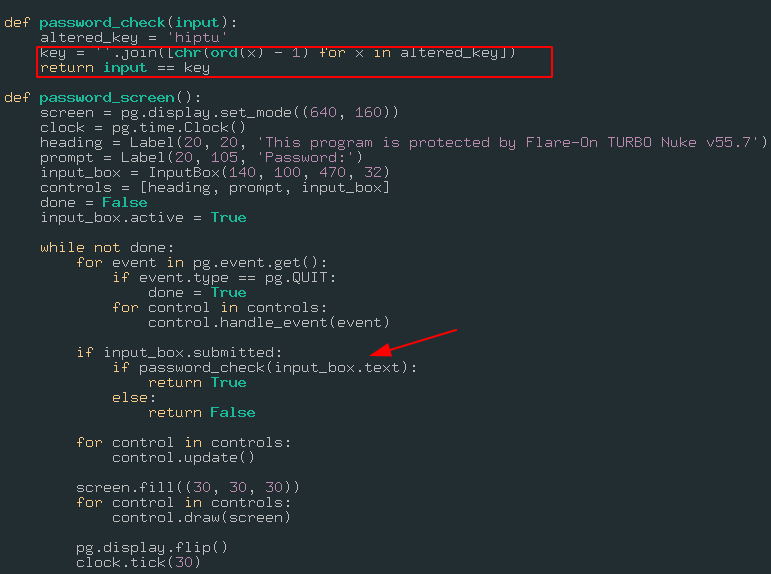 def password_check(input):
    altered_key = 'hiptu'
    key = ''.join([chr(ord(x) - 1) for x in altered_key])
    return input == key

def password_screen():
    screen = pg.display.set_mode((640, 160))
    clock = pg.time.Clock()
    heading = Label(20, 20, 'This program is protected by Flare-On TURBO Nuke v55.7')
    prompt = Label(20, 105, 'Password:')
    input_box = InputBox(140, 100, 470, 32)
    controls = [heading, prompt, input_box]
    done = False
    input_box.active = True

    while not done:
        for event in pg.event.get():
            if event.type == pg.QUIT:
                done = True
            for control in controls:
                control.handle_event(event)

        if input_box.submitted:
            if password_check(input_box.text):
                return True
            else:
                return False

        for control in controls:
            control.update()

        screen.fill((30, 30, 30))
        for control in controls:
            control.draw(screen)

        pg.display.flip()
        clock.tick(30)